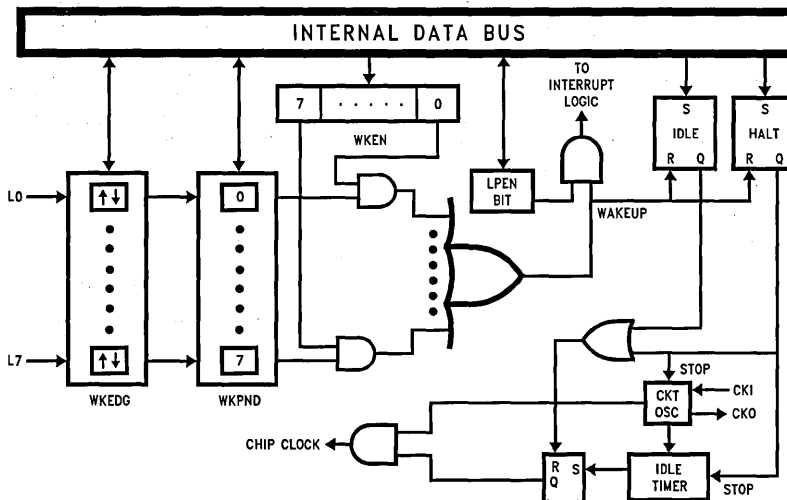 INTERNAL DATA BUS
TO
INTERRUPT
LOGIC
7 . . . . . 0
WKEN
S
IDLE
R Q
S
HALT
R Q
LPEN
BIT
WAKEUP
L0
↑↓
0
L7
↑↓
7
WKEDG
WKPND
STOP
CKT
OSC
CKI
CKO
CHIP CLOCK
R S
Q
IDLE
TIMER
STOP